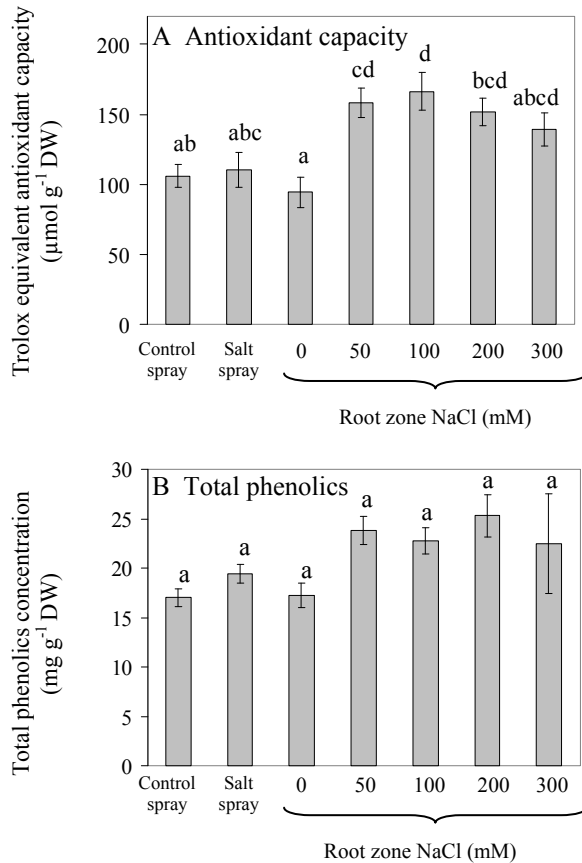 A Antioxidant capacity
Trolox equivalent antioxidant capacity
(µmol g-1 DW)
200
150
100
50
0
ab
abc
a
cd
d
bcd
abcd
Control
spray
Salt
spray
0
50
100
200
300
Root zone NaCl (mM)
B Total phenolics
Total phenolics concentration
(mg g-1 DW)
30
25
20
15
10
5
0
a
a
a
a
a
a
a
Control
spray
Salt
spray
0
50
100
200
300
Root zone NaCl (mM)